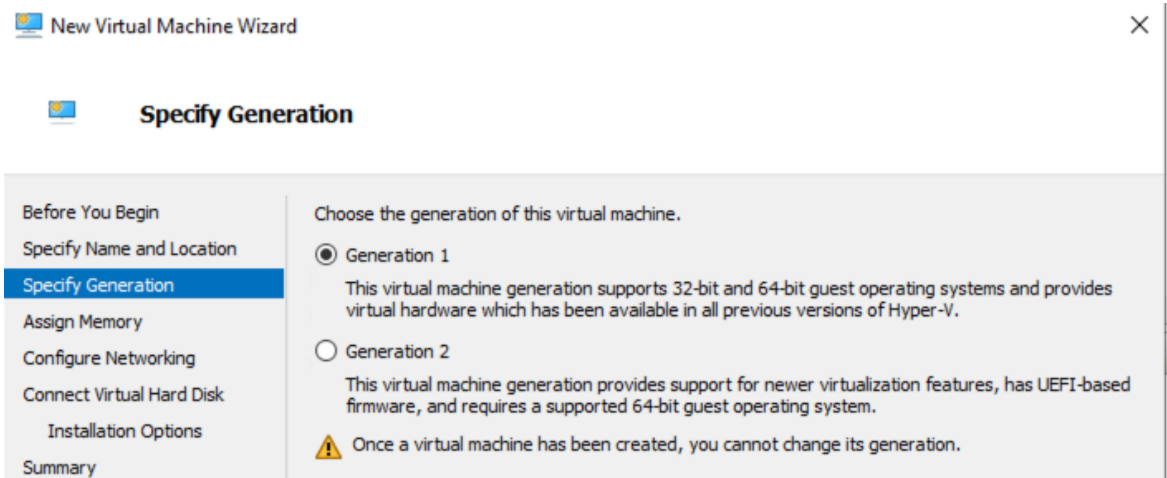 New Virtual Machine Wizard
Specify Generation
Before You Begin
Specify Name and Location
Specify Generation
Assign Memory
Configure Networking
Connect Virtual Hard Disk
Installation Options
Summary
Choose the generation of this virtual machine.
Generation 1
This virtual machine generation supports 32-bit and 64-bit guest operating systems and provides
virtual hardware which has been available in all previous versions of Hyper-V.
Generation 2
This virtual machine generation provides support for newer virtualization features, has UEFI-based
firmware, and requires a supported 64-bit guest operating system.
Once a virtual machine has been created, you cannot change its generation.